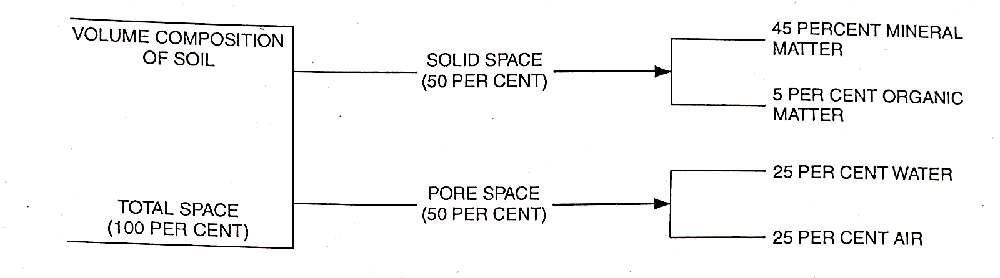 VOLUME COMPOSITION
OF SOIL
TOTAL SPACE
(100 PER CENT)
SOLID SPACE
(50 PER CENT)
45 PERCENT MINERAL
MATTER
5 PER CENT ORGANIC
MATTER
PORE SPACE
(50 PER CENT)
25 PER CENT WATER
25 PER CENT AIR